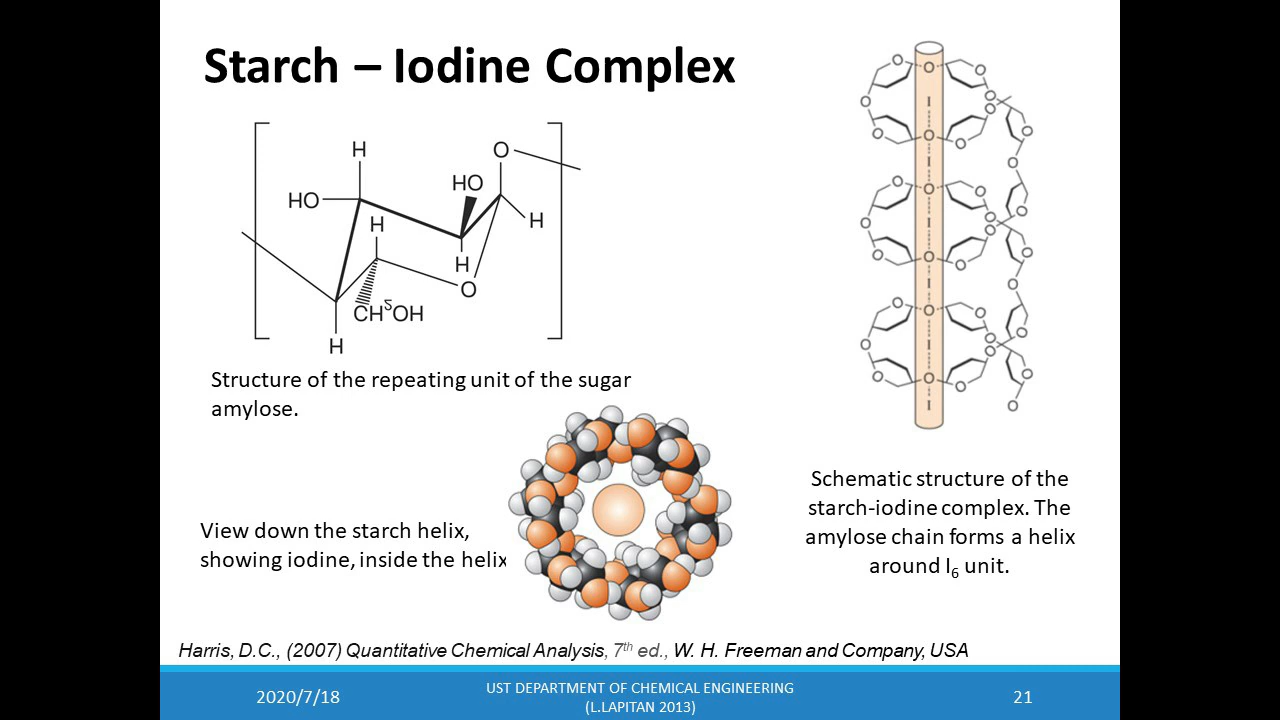 Starch – Iodine Complex
H
O
HO
HO
H
H
H
O
CH2OH
H
Structure of the repeating unit of the sugar
amylose.
View down the starch helix,
showing iodine, inside the helix
O O O
I O
O O
O O O
I O
O O O
I O
O I O
O O O
I O
O O O
I O
O I O
O O O
I O
O O O
I O
Schematic structure of the
starch-iodine complex. The
amylose chain forms a helix
around I6 unit.
Harris, D.C., (2007) Quantitative Chemical Analysis, 7th ed., W. H. Freeman and Company, USA
2020/7/18
UST DEPARTMENT OF CHEMICAL ENGINEERING
(L.LAPITAN 2013)
21